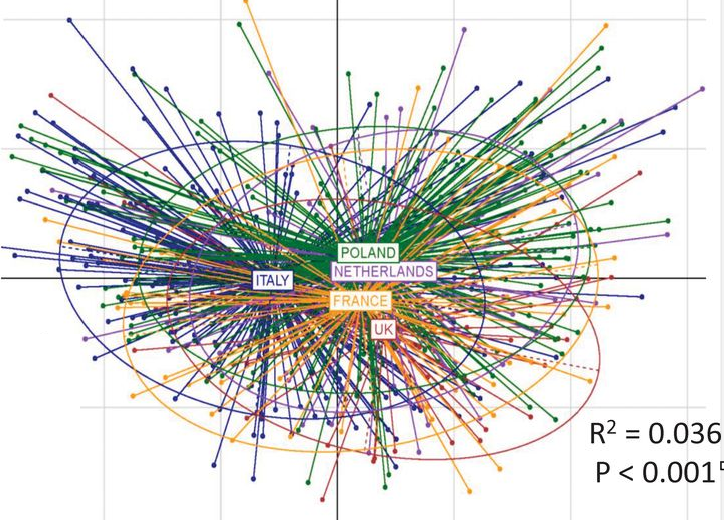 POLAND
NETHERLANDS
ITALY
FRANCE
UK
R² = 0.036
P < 0.001